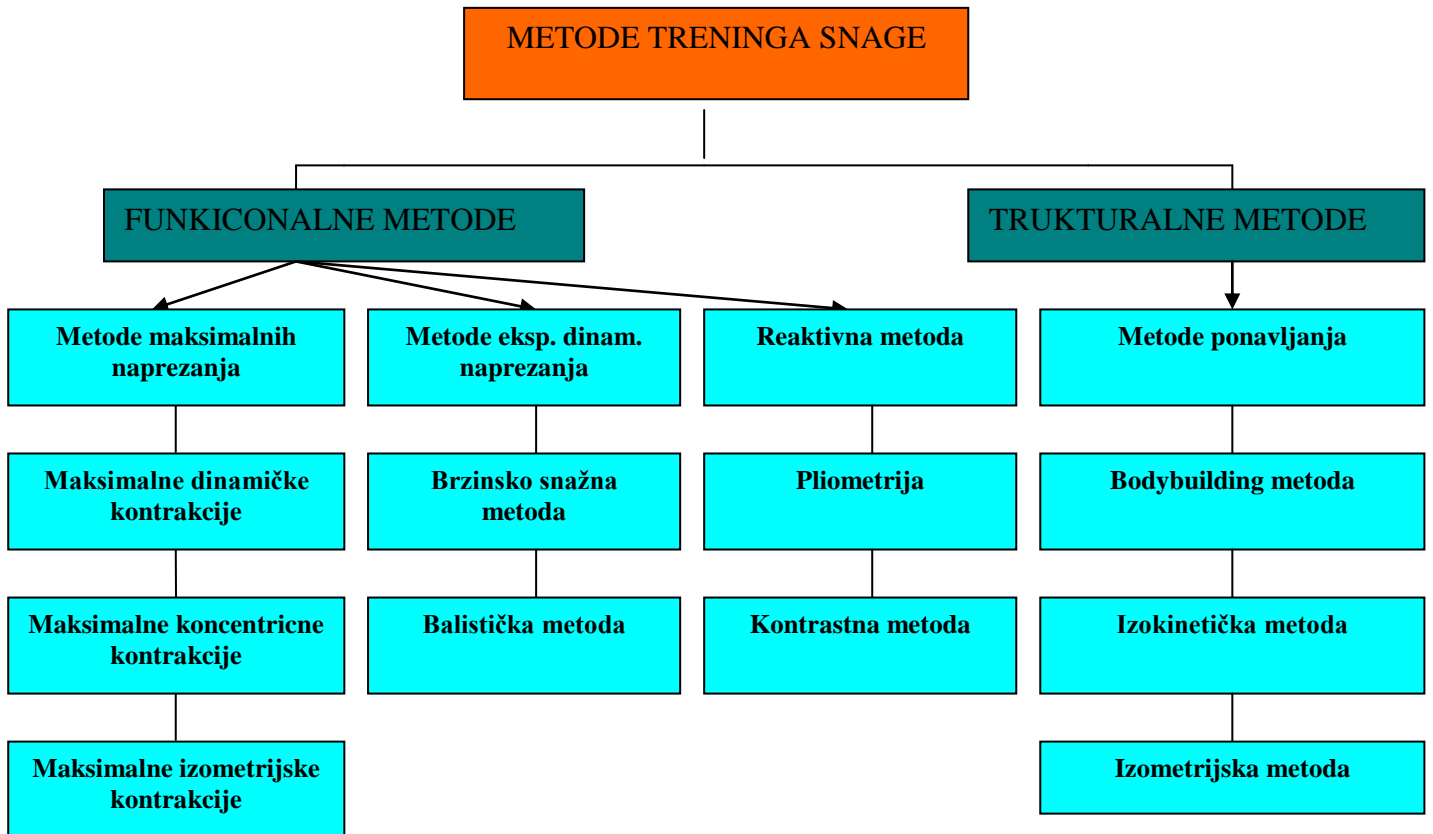 METODE TRENINGA SNAGE
FUNKICONALNE METODE
TRUKTURALNE METODE
Metode maksimalnih
naprezanja
Metode eksp. dinam.
naprezanja
Reaktivna metoda
Metode ponavljanja
Maksimalne dinamičke
kontrakcije
Brzinsko snažna
metoda
Pliometrija
Bodybuilding metoda
Maksimalne koncentricne
kontrakcije
Balistička metoda
Kontrastna metoda
Izokinetička metoda
Maksimalne izometrijske
kontrakcije
Izometrijska metoda